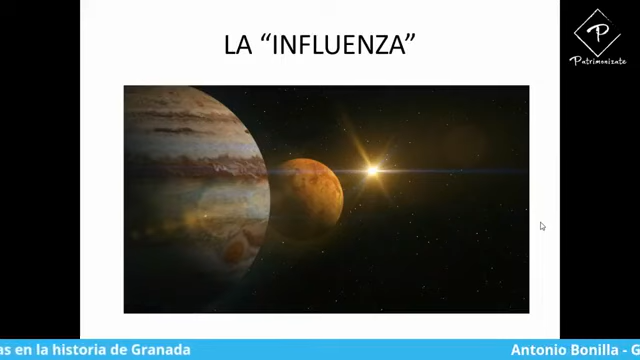 LA “INFLUENZA”
P
Patrimonízate
as en la historia de Granada
Antonio Bonilla - G